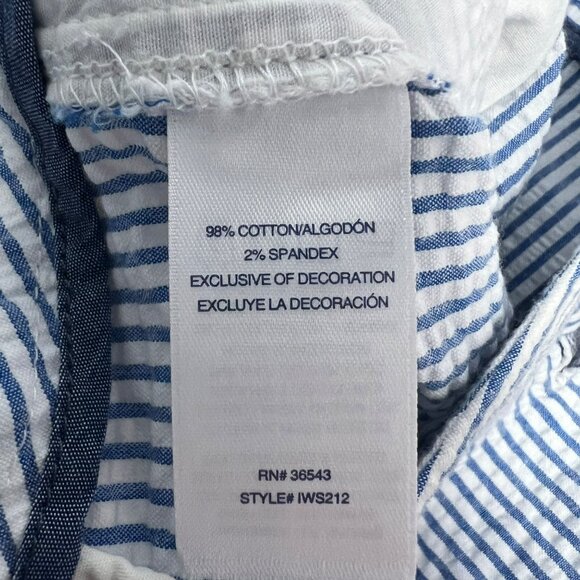 98% COTTON/ALGODÓN
2% SPANDEX
EXCLUSIVE OF DECORATION
EXCLUYE LA DECORACIÓN
RN# 36543
STYLE# IWS212